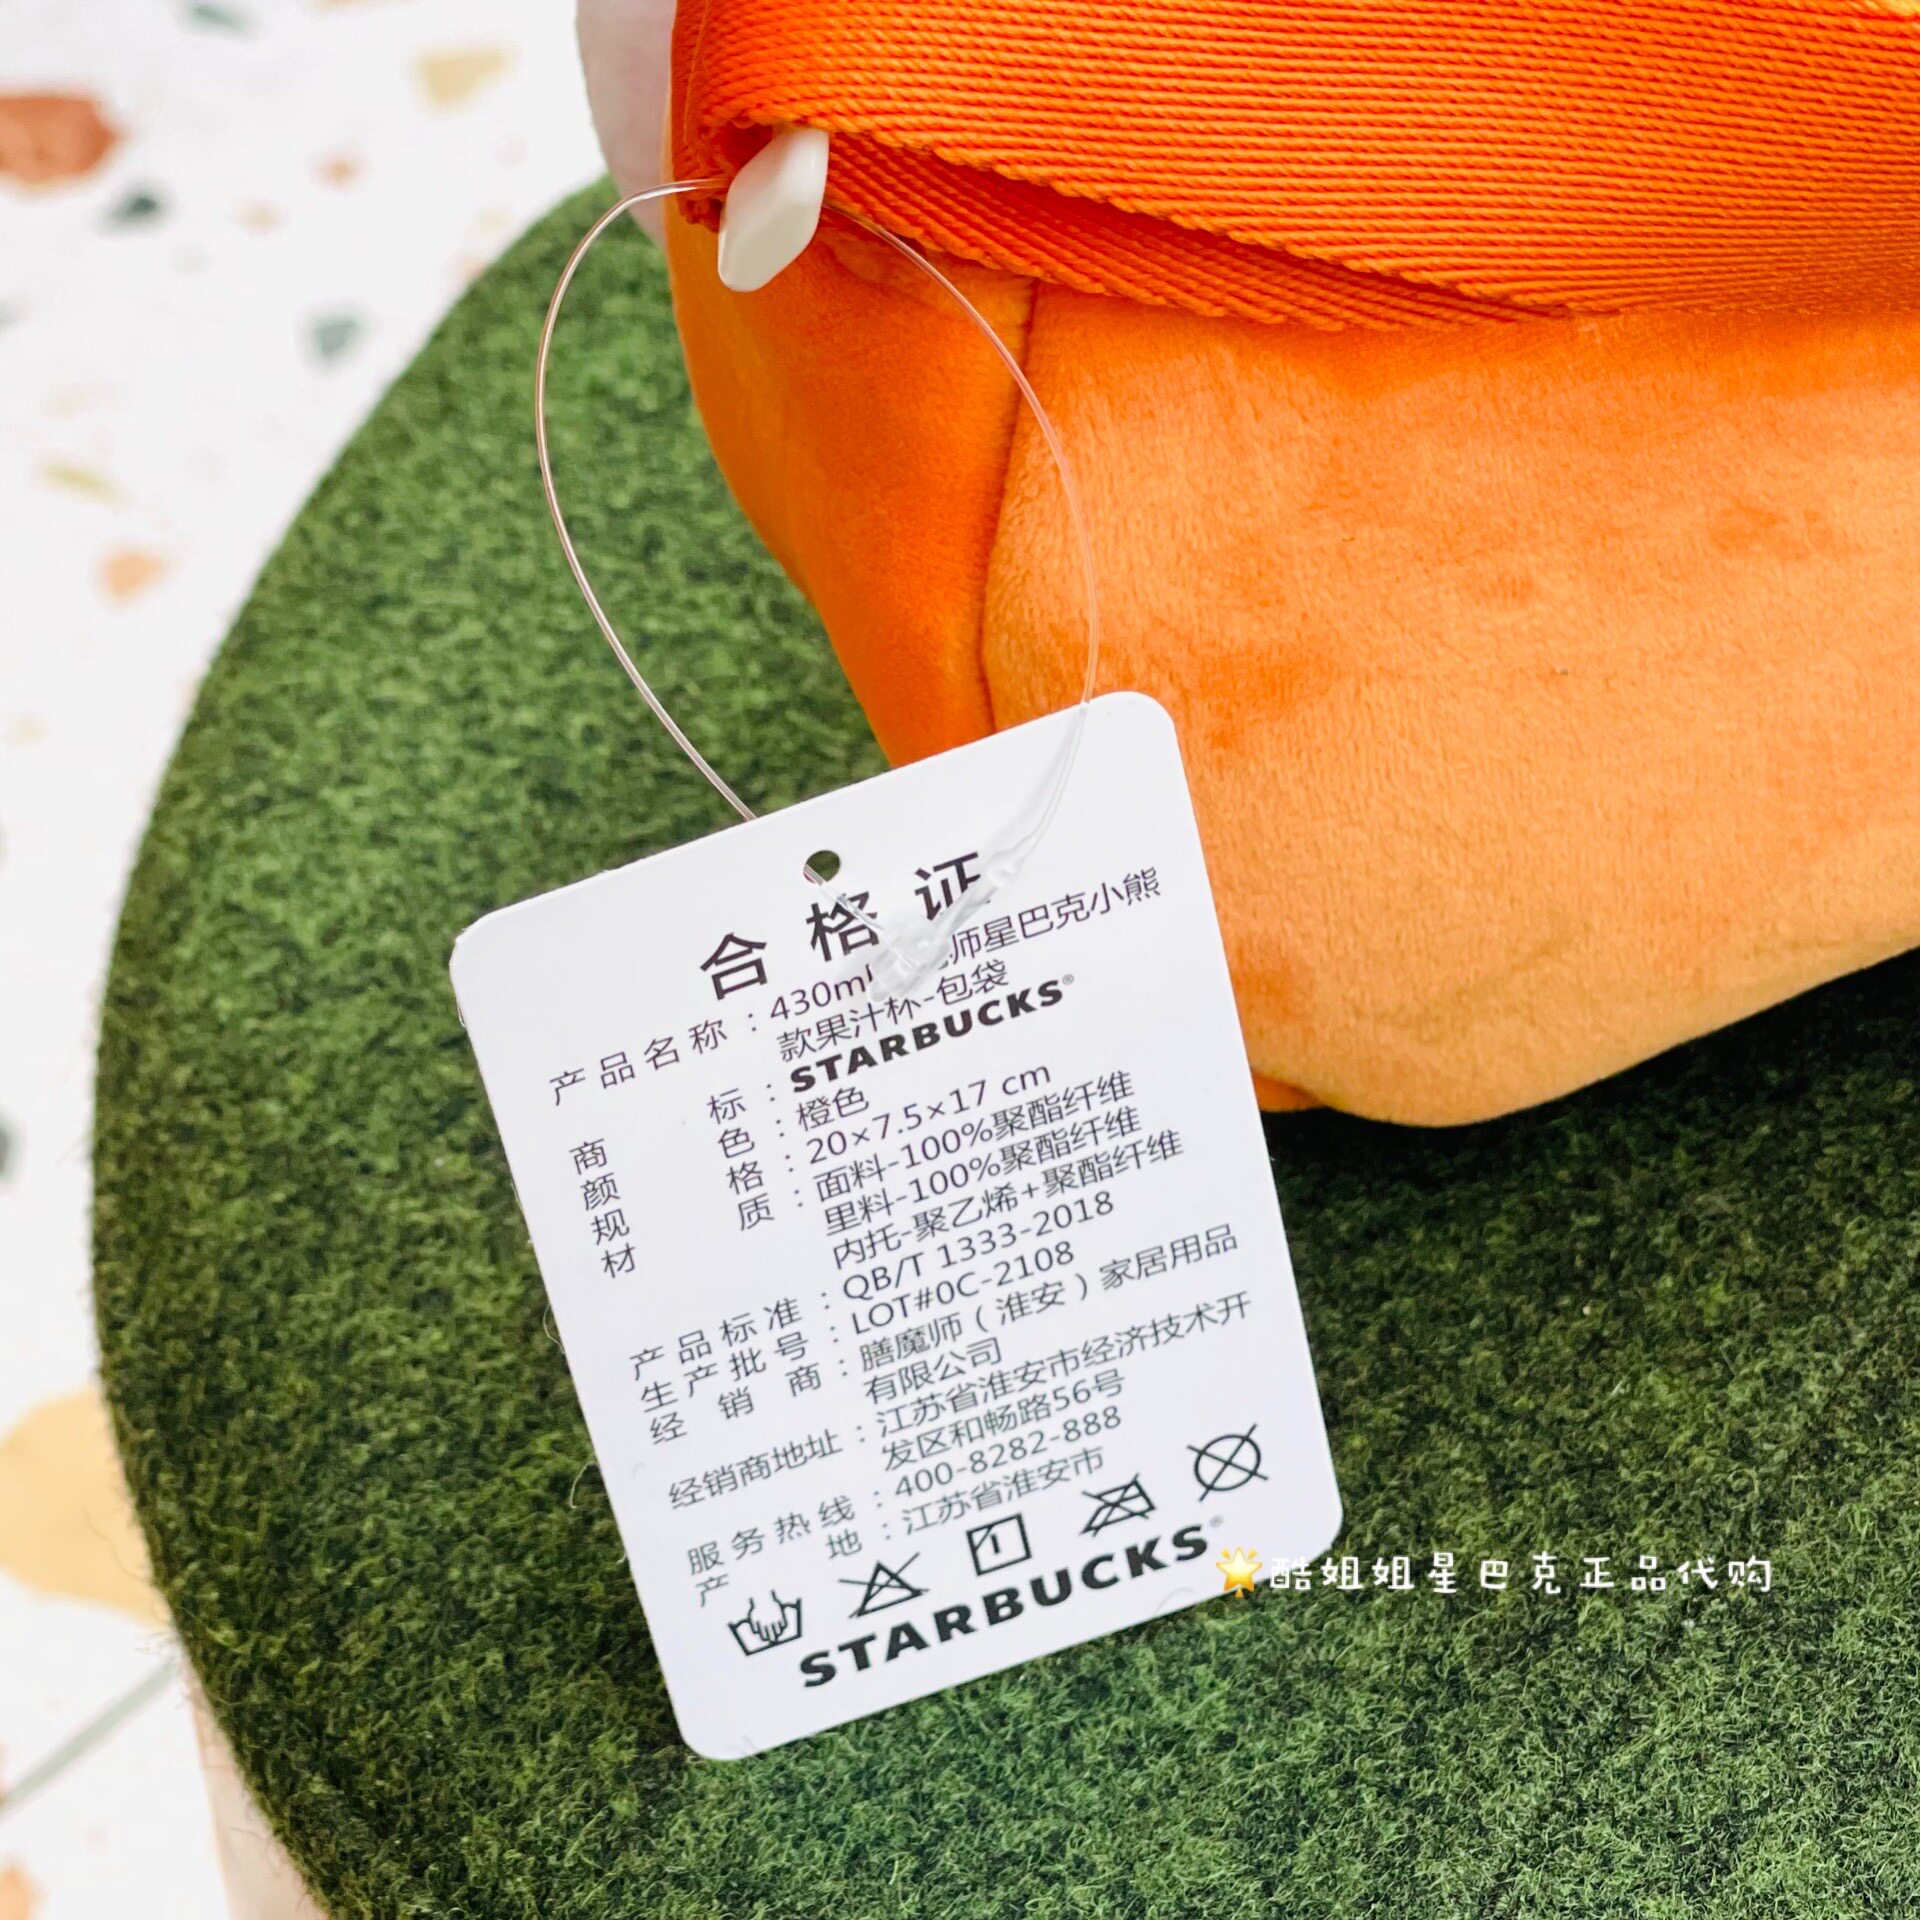 合格证
产品名称：430ml 师星巴克小熊
款果汁杯-包袋
商标：STARBUCKS®
颜色：橙色
规格：20×7.5×17 cm
材质：面料-100%聚酯纤维
里料-100%聚酯纤维
内托-聚乙烯+聚酯纤维
产品标准：QB/T 1333-2018
生产批号：LOT#0C-2108
经销商：膳魔师（淮安）家居用品
有限公司
经销商地址：江苏省淮安市经济技术开
发区和畅路56号
服务热线：400-8282-888
产地：江苏省淮安市
STARBUCKS®
酷姐姐星巴克正品代购